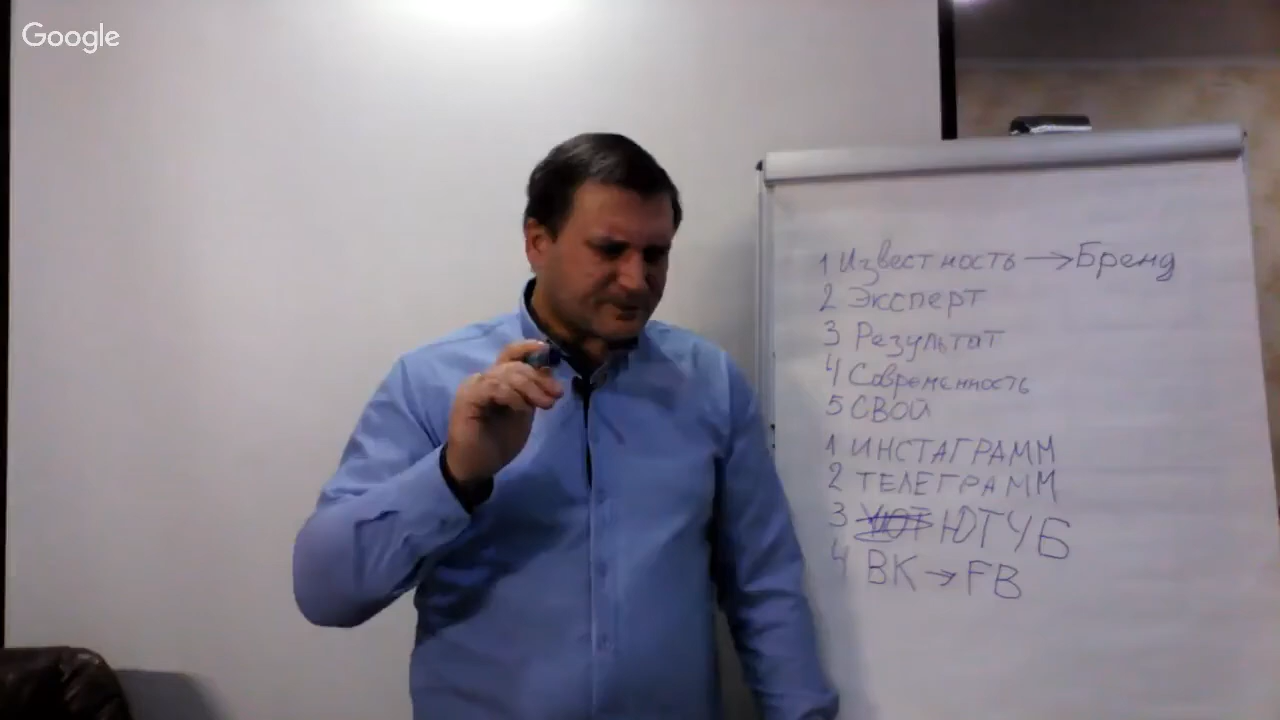 Google
1 Известность → Бренд
2 Эксперт
3 Результат
4 Современность
5 СВОЙ
1 ИНСТАГРАММ
2 ТЕЛЕГРАММ
3 ЮТУБ
4 ВК → FB